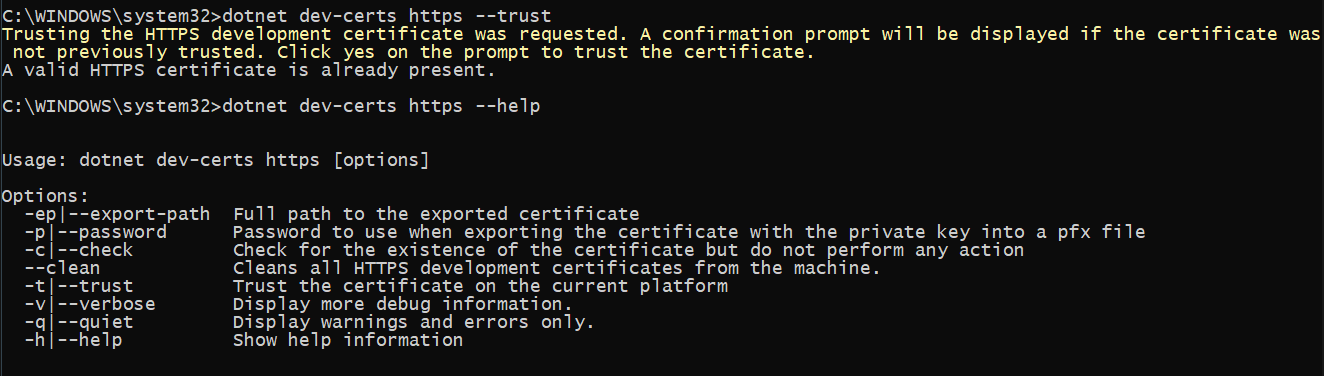 C:\WINDOWS\system32>dotnet dev-certs https --trust
Trusting the HTTPS development certificate was requested. A confirmation prompt will be displayed if the certificate was
 not previously trusted. Click yes on the prompt to trust the certificate.
A valid HTTPS certificate is already present.
C:\WINDOWS\system32>dotnet dev-certs https --help
Usage: dotnet dev-certs https [options]
Options:
  -ep|--export-path  Full path to the exported certificate
  -p|--password      Password to use when exporting the certificate with the private key into a pfx file
  -c|--check         Check for the existence of the certificate but do not perform any action
  --clean            Cleans all HTTPS development certificates from the machine.
  -t|--trust         Trust the certificate on the current platform
  -v|--verbose       Display more debug information.
  -q|--quiet         Display warnings and errors only.
  -h|--help          Show help information